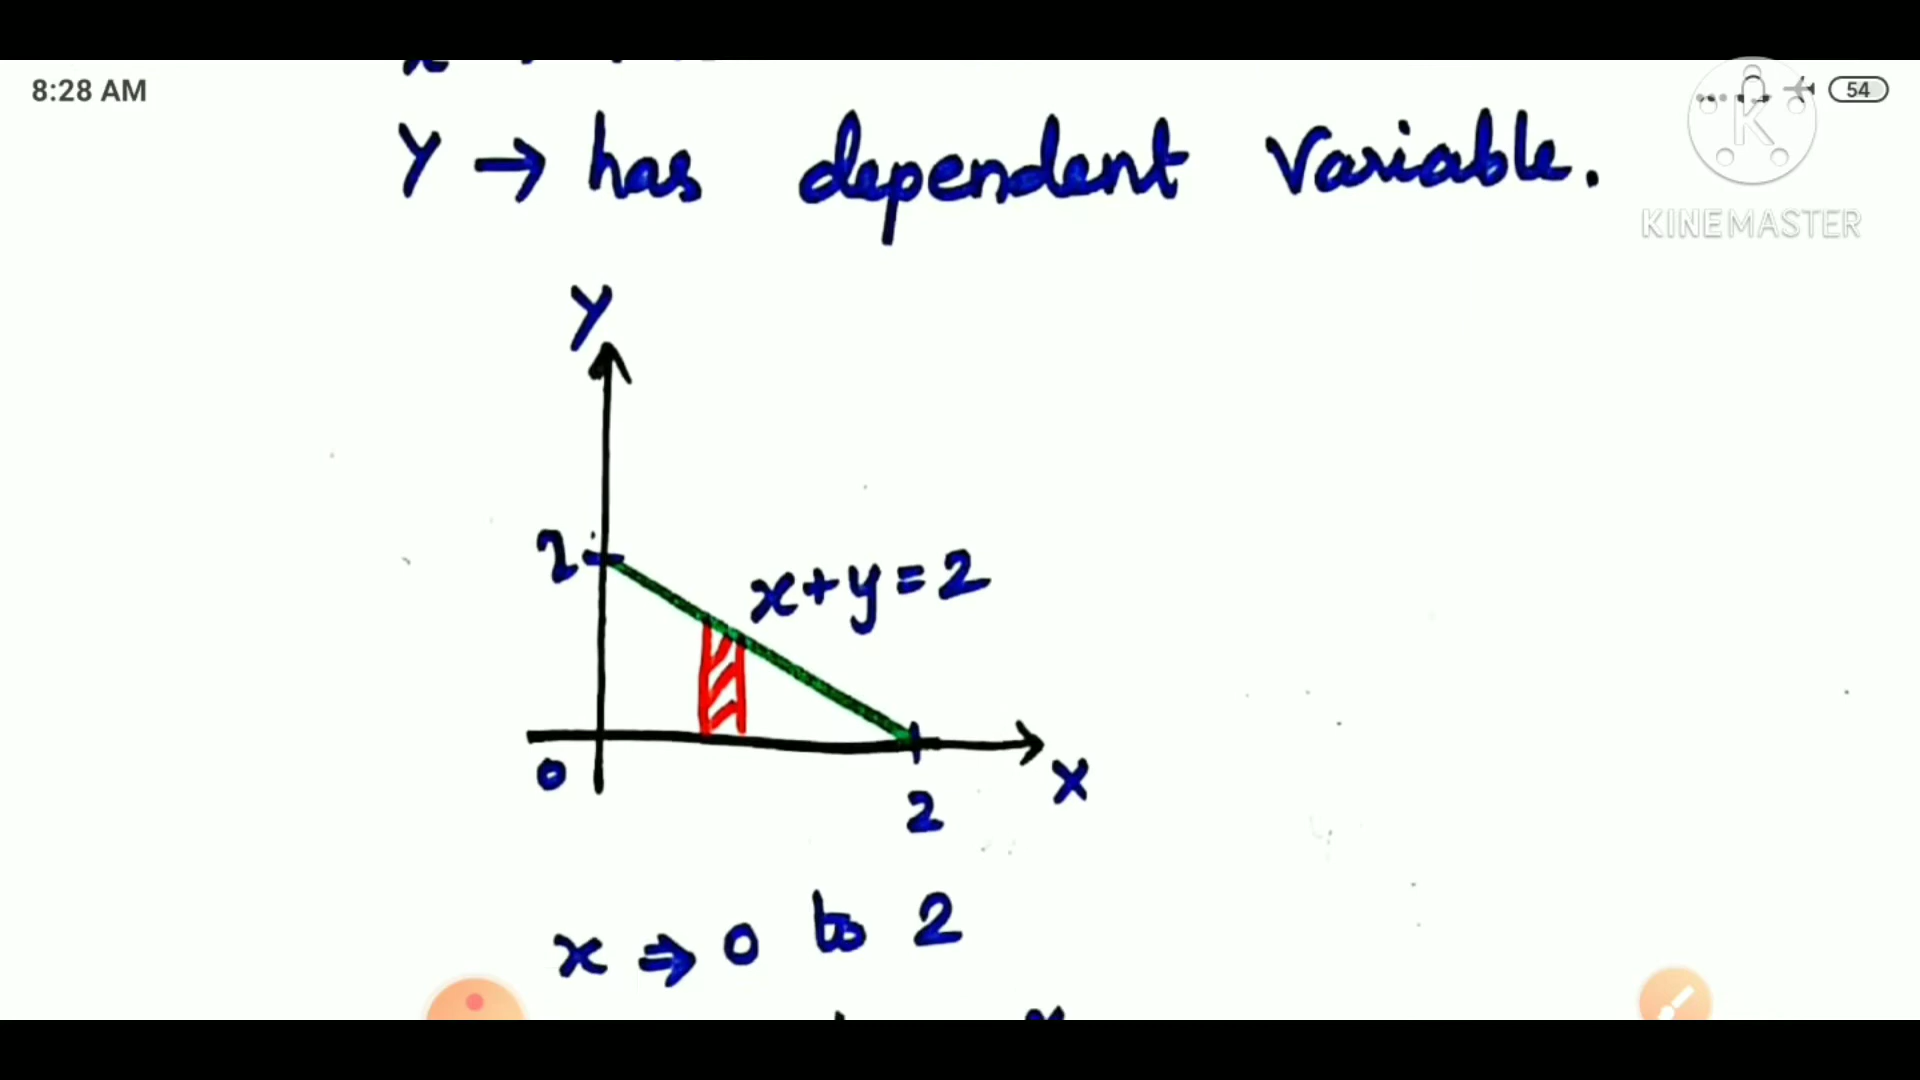 8:28 AM
54
K
KINEMASTER
Y → has dependent variable.
Y
2
x+y=2
0
2
X
x ⇒ 0 to 2